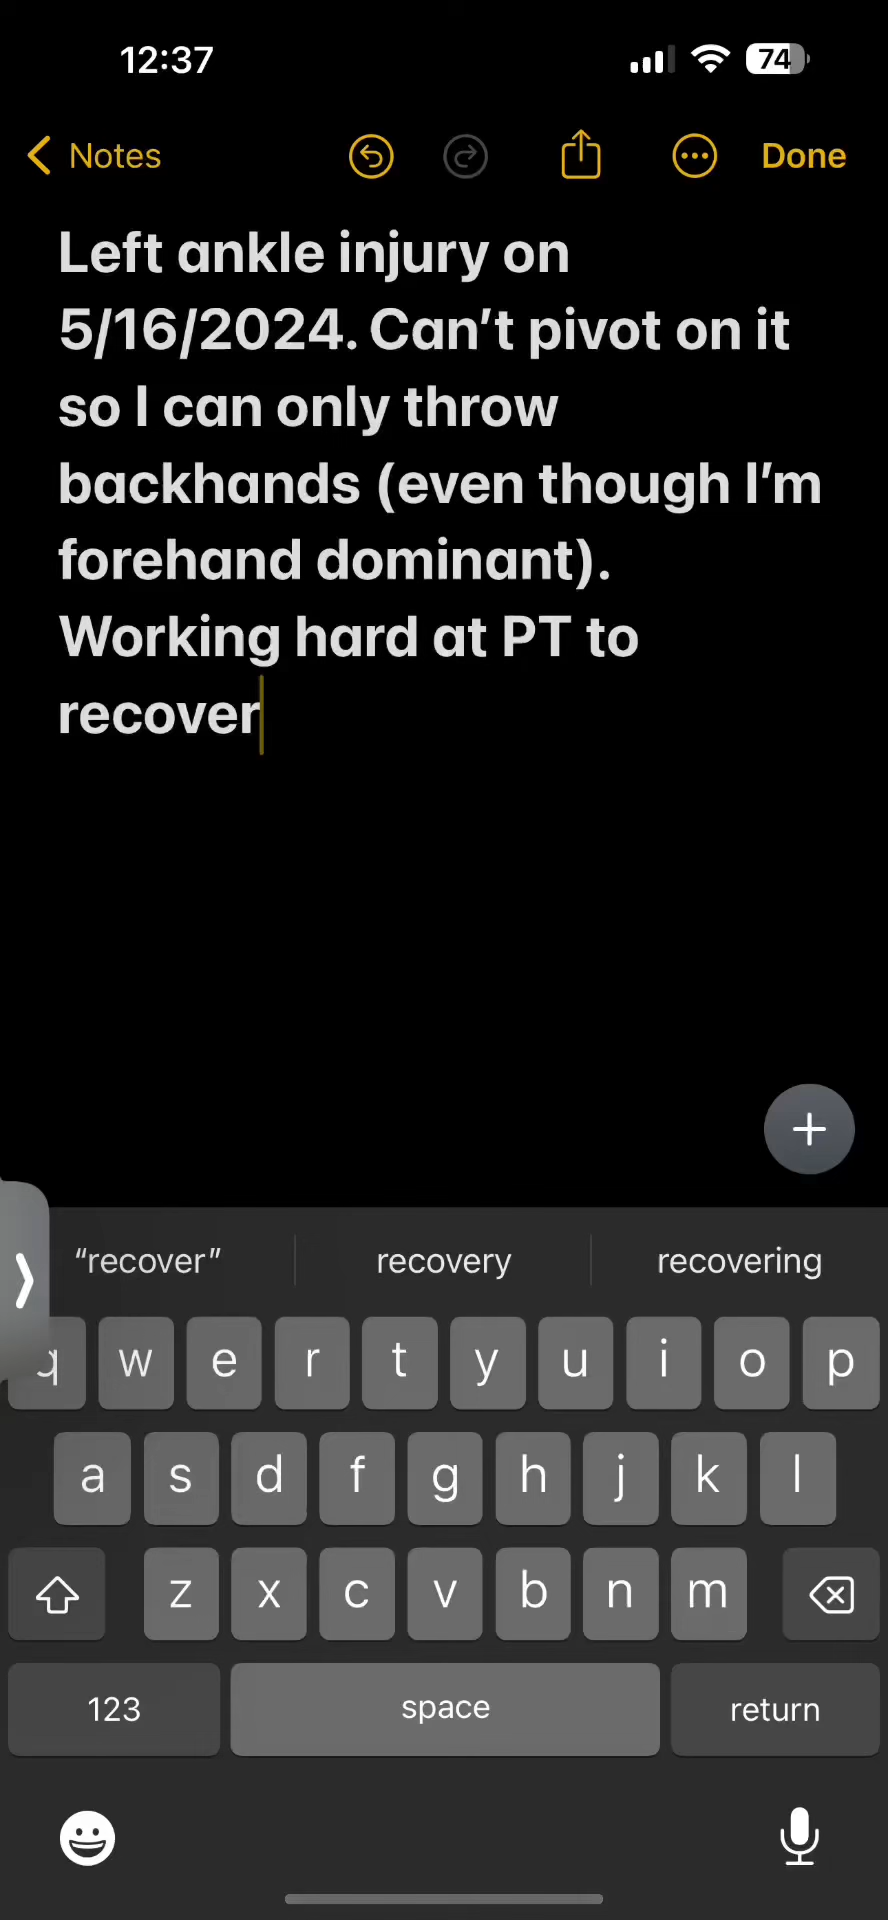 12:37
74
Notes
Done
Left ankle injury on
5/16/2024. Can’t pivot on it
so I can only throw
backhands (even though I’m
forehand dominant).
Working hard at PT to
recover
“recover” recovery recovering
q w e r t y u i o p
a s d f g h j k l
z x c v b n m
123 space return